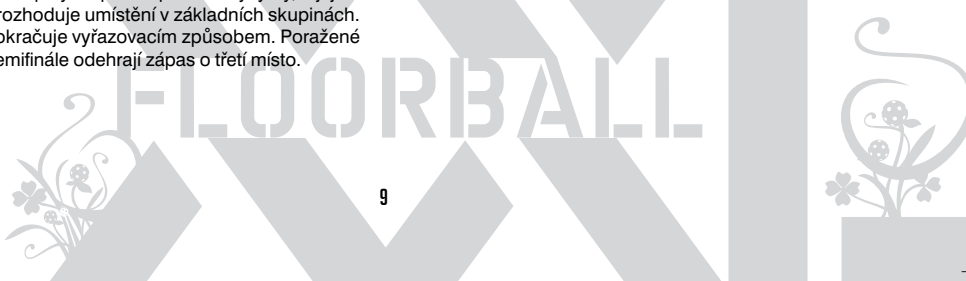 rozhoduje umístění v základních skupinách.
okračuje vyřazovacím způsobem. Poražené
emifinále odehrají zápas o třetí místo.
FLOORBALL
9